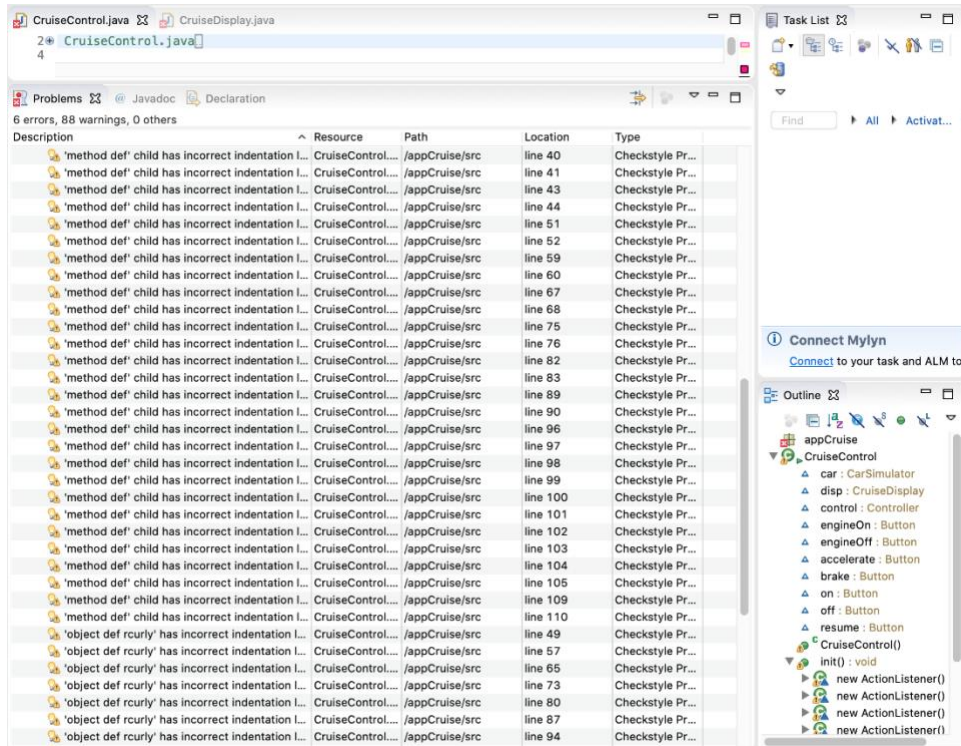 CruiseControl.java CruiseDisplay.java
2 CruiseControl.java
4
Problems @ Javadoc Declaration
6 errors, 88 warnings, 0 others
Description Resource Path Location Type
'method def' child has incorrect indentation l... CruiseControl.... /appCruise/src line 40 Checkstyle Pr...
'method def' child has incorrect indentation l... CruiseControl.... /appCruise/src line 41 Checkstyle Pr...
'method def' child has incorrect indentation l... CruiseControl.... /appCruise/src line 43 Checkstyle Pr...
'method def' child has incorrect indentation l... CruiseControl.... /appCruise/src line 44 Checkstyle Pr...
'method def' child has incorrect indentation l... CruiseControl.... /appCruise/src line 51 Checkstyle Pr...
'method def' child has incorrect indentation l... CruiseControl.... /appCruise/src line 52 Checkstyle Pr...
'method def' child has incorrect indentation l... CruiseControl.... /appCruise/src line 59 Checkstyle Pr...
'method def' child has incorrect indentation l... CruiseControl.... /appCruise/src line 60 Checkstyle Pr...
'method def' child has incorrect indentation l... CruiseControl.... /appCruise/src line 67 Checkstyle Pr...
'method def' child has incorrect indentation l... CruiseControl.... /appCruise/src line 68 Checkstyle Pr...
'method def' child has incorrect indentation l... CruiseControl.... /appCruise/src line 75 Checkstyle Pr...
'method def' child has incorrect indentation l... CruiseControl.... /appCruise/src line 76 Checkstyle Pr...
'method def' child has incorrect indentation l... CruiseControl.... /appCruise/src line 82 Checkstyle Pr...
'method def' child has incorrect indentation l... CruiseControl.... /appCruise/src line 83 Checkstyle Pr...
'method def' child has incorrect indentation l... CruiseControl.... /appCruise/src line 89 Checkstyle Pr...
'method def' child has incorrect indentation l... CruiseControl.... /appCruise/src line 90 Checkstyle Pr...
'method def' child has incorrect indentation l... CruiseControl.... /appCruise/src line 96 Checkstyle Pr...
'method def' child has incorrect indentation l... CruiseControl.... /appCruise/src line 97 Checkstyle Pr...
'method def' child has incorrect indentation l... CruiseControl.... /appCruise/src line 98 Checkstyle Pr...
'method def' child has incorrect indentation l... CruiseControl.... /appCruise/src line 99 Checkstyle Pr...
'method def' child has incorrect indentation l... CruiseControl.... /appCruise/src line 100 Checkstyle Pr...
'method def' child has incorrect indentation l... CruiseControl.... /appCruise/src line 101 Checkstyle Pr...
'method def' child has incorrect indentation l... CruiseControl.... /appCruise/src line 102 Checkstyle Pr...
'method def' child has incorrect indentation l... CruiseControl.... /appCruise/src line 103 Checkstyle Pr...
'method def' child has incorrect indentation l... CruiseControl.... /appCruise/src line 104 Checkstyle Pr...
'method def' child has incorrect indentation l... CruiseControl.... /appCruise/src line 105 Checkstyle Pr...
'method def' child has incorrect indentation l... CruiseControl.... /appCruise/src line 109 Checkstyle Pr...
'method def' child has incorrect indentation l... CruiseControl.... /appCruise/src line 110 Checkstyle Pr...
'object def rcurly' has incorrect indentation l... CruiseControl.... /appCruise/src line 49 Checkstyle Pr...
'object def rcurly' has incorrect indentation l... CruiseControl.... /appCruise/src line 57 Checkstyle Pr...
'object def rcurly' has incorrect indentation l... CruiseControl.... /appCruise/src line 65 Checkstyle Pr...
'object def rcurly' has incorrect indentation l... CruiseControl.... /appCruise/src line 73 Checkstyle Pr...
'object def rcurly' has incorrect indentation l... CruiseControl.... /appCruise/src line 80 Checkstyle Pr...
'object def rcurly' has incorrect indentation l... CruiseControl.... /appCruise/src line 87 Checkstyle Pr...
'object def rcurly' has incorrect indentation l... CruiseControl.... /appCruise/src line 94 Checkstyle Pr...
Task List
Find All Activat...
Connect Mylyn
Connect to your task and ALM to
Outline
appCruise
CruiseControl
car : CarSimulator
disp : CruiseDisplay
control : Controller
engineOn : Button
engineOff : Button
accelerate : Button
brake : Button
on : Button
off : Button
resume : Button
CruiseControl()
init() : void
new ActionListener()
new ActionListener()
new ActionListener()
new ActionListener()